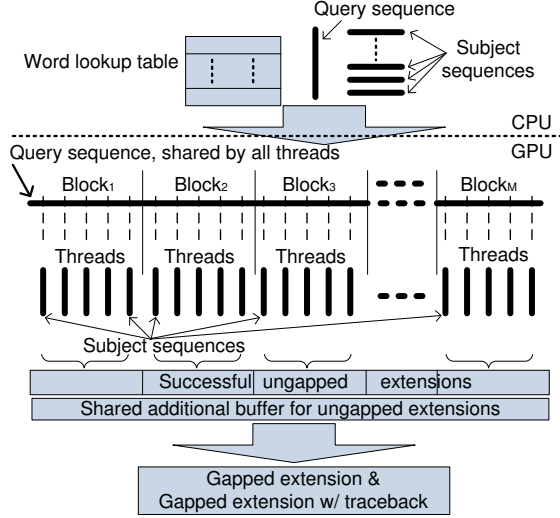 Query sequence
Word lookup table
Subject
sequences
CPU
GPU
Query sequence, shared by all threads
Block1 Block2 Block3 BlockM
Threads Threads Threads Threads
Subject sequences
Successful ungapped extensions
Shared additional buffer for ungapped extensions
Gapped extension &
Gapped extension w/ traceback